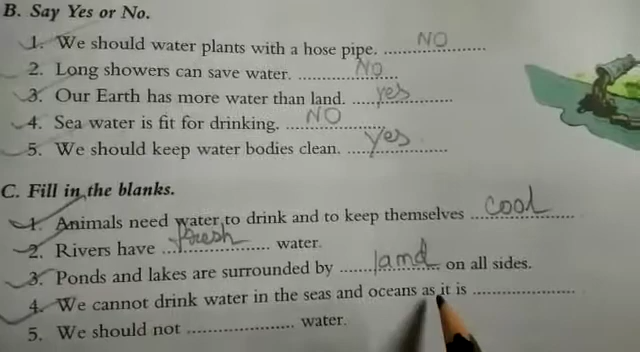 B. Say Yes or No.
1. We should water plants with a hose pipe. .................... NO
2. Long showers can save water. .................... No
3. Our Earth has more water than land. .................... yes
4. Sea water is fit for drinking. .................... NO
5. We should keep water bodies clean. .................... Yes
C. Fill in the blanks.
1. Animals need water to drink and to keep themselves cool ....................
2. Rivers have fresh .................... water.
3. Ponds and lakes are surrounded by land .................... on all sides.
4. We cannot drink water in the seas and oceans as it is ....................
5. We should not .................... water.